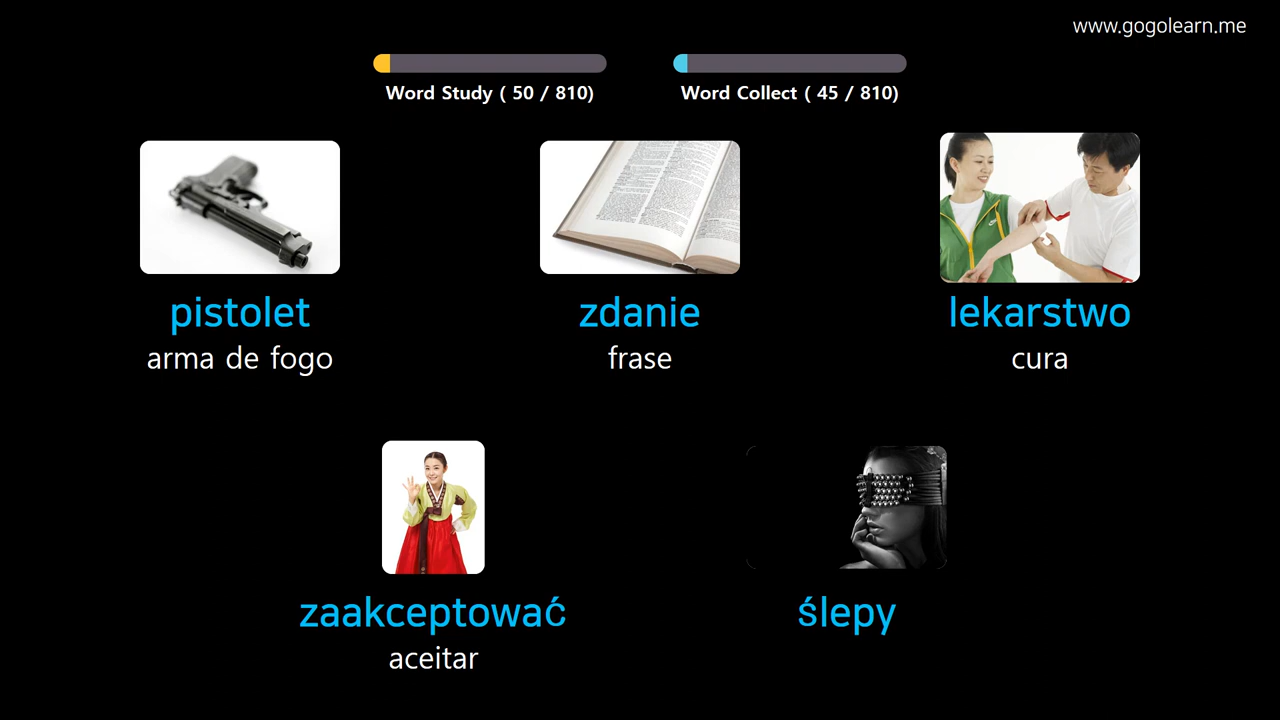 www.gogolearn.me
Word Study ( 50 / 810)
Word Collect ( 45 / 810)
pistolet
arma de fogo
zdanie
frase
lekarstwo
cura
zaakceptować
aceitar
ślepy